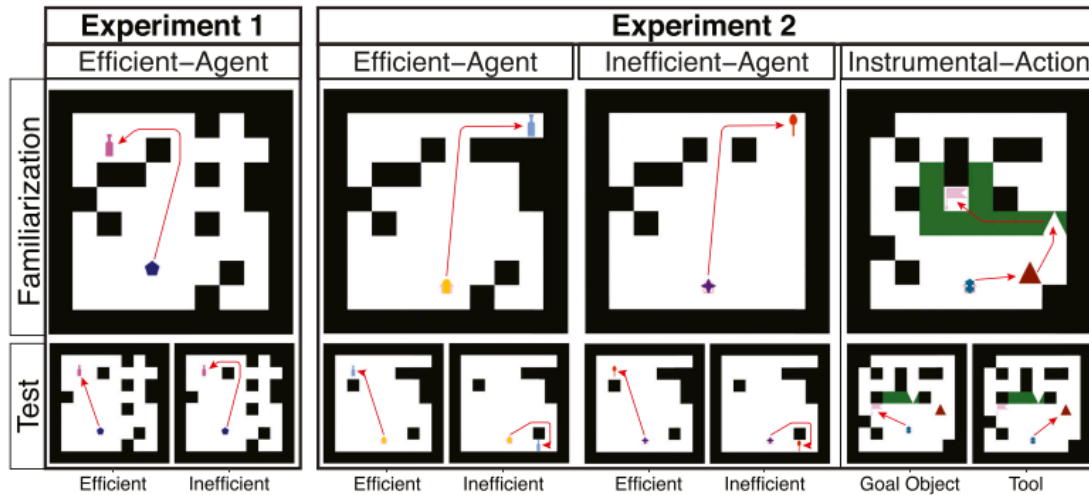 Experiment 1
Experiment 2
Efficient–Agent
Efficient–Agent
Inefficient–Agent
Instrumental–Action
Familiarization
Test
Efficient
Inefficient
Efficient
Inefficient
Efficient
Inefficient
Goal Object
Tool